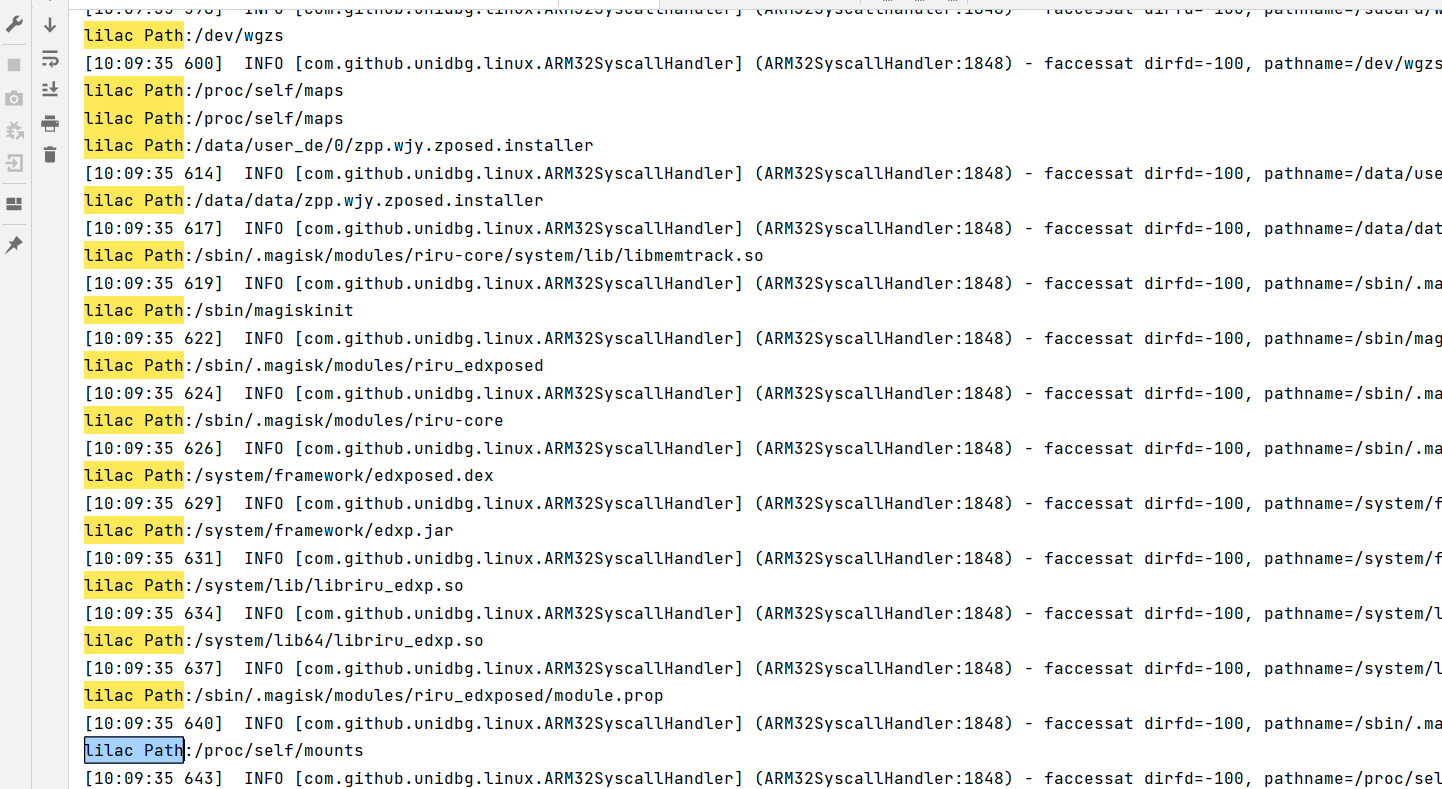 [10:09:35 598]  INFO [com.github.unidbg.linux.ARM32SyscallHandler] (ARM32SyscallHandler:1848) - faccessat dirfd=-100, pathname=/sdcard/w
lilac Path:/dev/wgzs
[10:09:35 600]  INFO [com.github.unidbg.linux.ARM32SyscallHandler] (ARM32SyscallHandler:1848) - faccessat dirfd=-100, pathname=/dev/wgzs
lilac Path:/proc/self/maps
lilac Path:/proc/self/maps
lilac Path:/data/user_de/0/zpp.wjy.zposed.installer
[10:09:35 614]  INFO [com.github.unidbg.linux.ARM32SyscallHandler] (ARM32SyscallHandler:1848) - faccessat dirfd=-100, pathname=/data/use
lilac Path:/data/data/zpp.wjy.zposed.installer
[10:09:35 617]  INFO [com.github.unidbg.linux.ARM32SyscallHandler] (ARM32SyscallHandler:1848) - faccessat dirfd=-100, pathname=/data/dat
lilac Path:/sbin/.magisk/modules/riru-core/system/lib/libmemtrack.so
[10:09:35 619]  INFO [com.github.unidbg.linux.ARM32SyscallHandler] (ARM32SyscallHandler:1848) - faccessat dirfd=-100, pathname=/sbin/.ma
lilac Path:/sbin/magiskinit
[10:09:35 622]  INFO [com.github.unidbg.linux.ARM32SyscallHandler] (ARM32SyscallHandler:1848) - faccessat dirfd=-100, pathname=/sbin/mag
lilac Path:/sbin/.magisk/modules/riru_edxposed
[10:09:35 624]  INFO [com.github.unidbg.linux.ARM32SyscallHandler] (ARM32SyscallHandler:1848) - faccessat dirfd=-100, pathname=/sbin/.ma
lilac Path:/sbin/.magisk/modules/riru-core
[10:09:35 626]  INFO [com.github.unidbg.linux.ARM32SyscallHandler] (ARM32SyscallHandler:1848) - faccessat dirfd=-100, pathname=/sbin/.ma
lilac Path:/system/framework/edxposed.dex
[10:09:35 629]  INFO [com.github.unidbg.linux.ARM32SyscallHandler] (ARM32SyscallHandler:1848) - faccessat dirfd=-100, pathname=/system/f
lilac Path:/system/framework/edxp.jar
[10:09:35 631]  INFO [com.github.unidbg.linux.ARM32SyscallHandler] (ARM32SyscallHandler:1848) - faccessat dirfd=-100, pathname=/system/f
lilac Path:/system/lib/libriru_edxp.so
[10:09:35 634]  INFO [com.github.unidbg.linux.ARM32SyscallHandler] (ARM32SyscallHandler:1848) - faccessat dirfd=-100, pathname=/system/l
lilac Path:/system/lib64/libriru_edxp.so
[10:09:35 637]  INFO [com.github.unidbg.linux.ARM32SyscallHandler] (ARM32SyscallHandler:1848) - faccessat dirfd=-100, pathname=/system/l
lilac Path:/sbin/.magisk/modules/riru_edxposed/module.prop
[10:09:35 640]  INFO [com.github.unidbg.linux.ARM32SyscallHandler] (ARM32SyscallHandler:1848) - faccessat dirfd=-100, pathname=/sbin/.ma
lilac Path:/proc/self/mounts
[10:09:35 643]  INFO [com.github.unidbg.linux.ARM32SyscallHandler] (ARM32SyscallHandler:1848) - faccessat dirfd=-100, pathname=/proc/sel